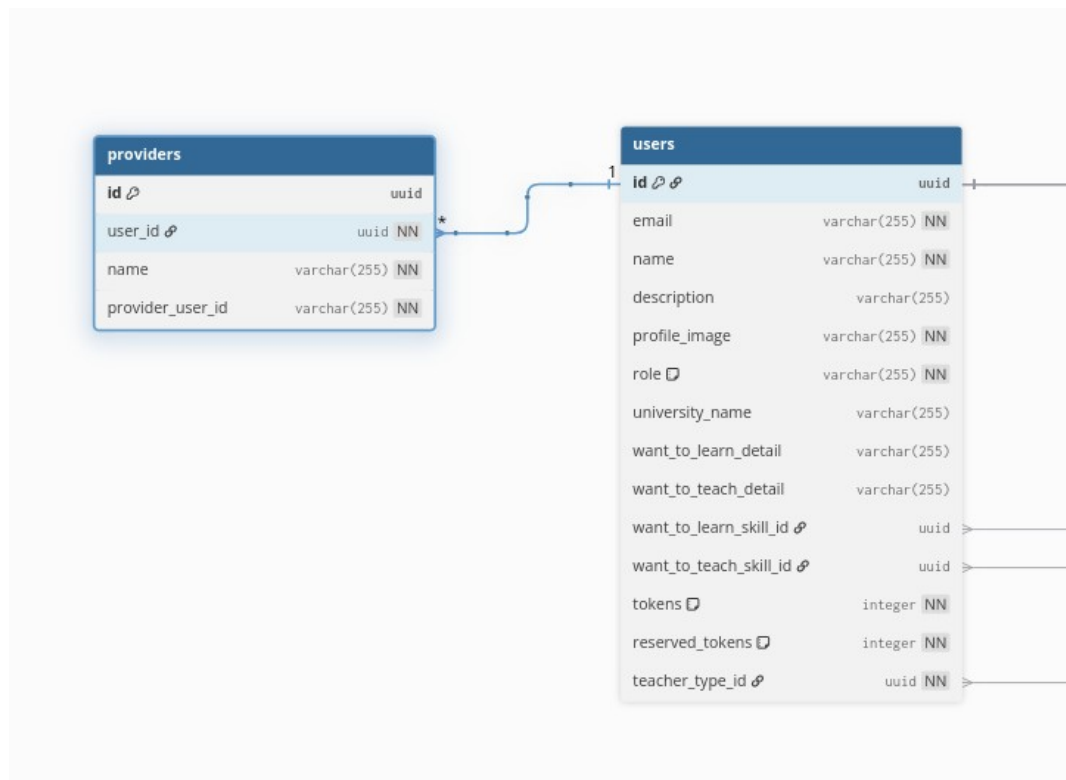 providers
id uuid
user_id uuid NN
name varchar(255) NN
provider_user_id varchar(255) NN
*
1
users
id uuid
email varchar(255) NN
name varchar(255) NN
description varchar(255)
profile_image varchar(255) NN
role varchar(255) NN
university_name varchar(255)
want_to_learn_detail varchar(255)
want_to_teach_detail varchar(255)
want_to_learn_skill_id uuid
want_to_teach_skill_id uuid
tokens integer NN
reserved_tokens integer NN
teacher_type_id uuid NN